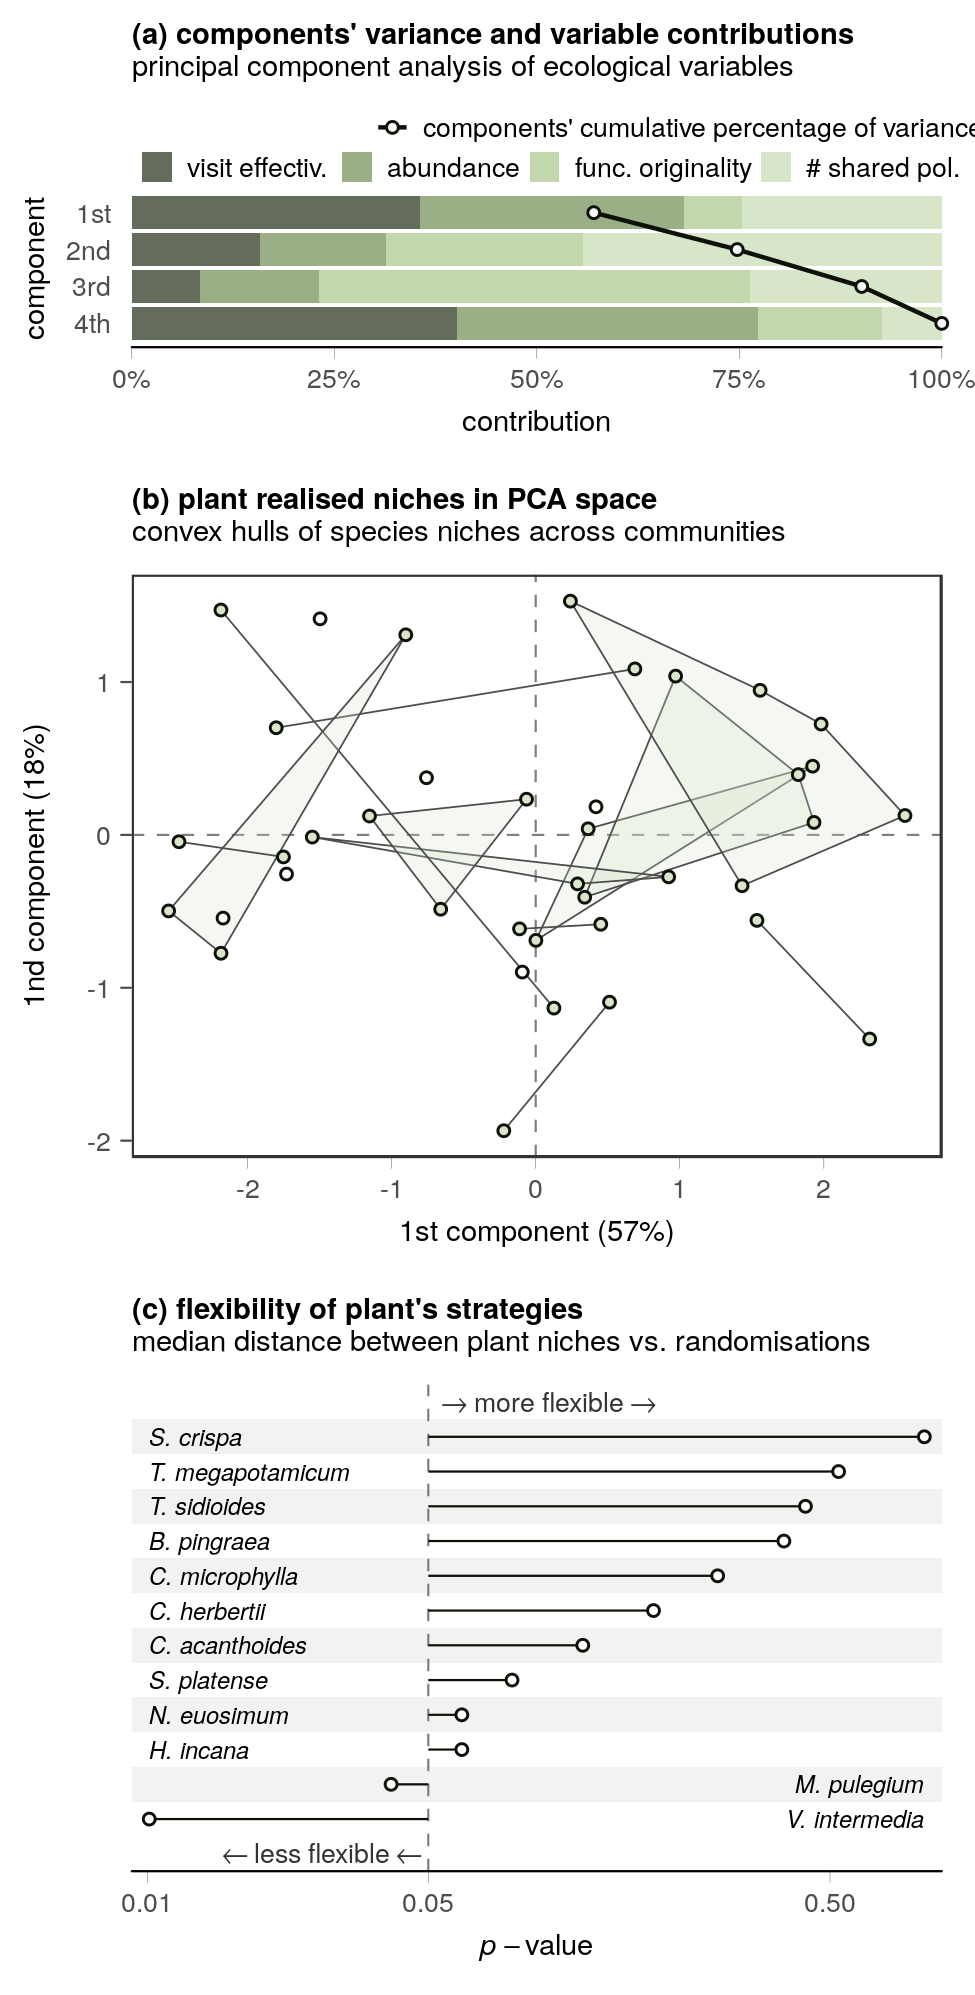 (a) components' variance and variable contributions
principal component analysis of ecological variables
components' cumulative percentage of variance
visit effectiv. abundance func. originality # shared pol.
component
1st
2nd
3rd
4th
0% 25% 50% 75% 100%
contribution
(b) plant realised niches in PCA space
convex hulls of species niches across communities
1nd component (18%)
1
0
-1
-2
-2 -1 0 1 2
1st component (57%)
(c) flexibility of plant's strategies
median distance between plant niches vs. randomisations
→ more flexible →
S. crispa
T. megapotamicum
T. sidioides
B. pingraea
C. microphylla
C. herbertii
C. acanthoides
S. platense
N. euosimum
H. incana
M. pulegium
V. intermedia
← less flexible ←
0.01 0.05 0.50
p – value